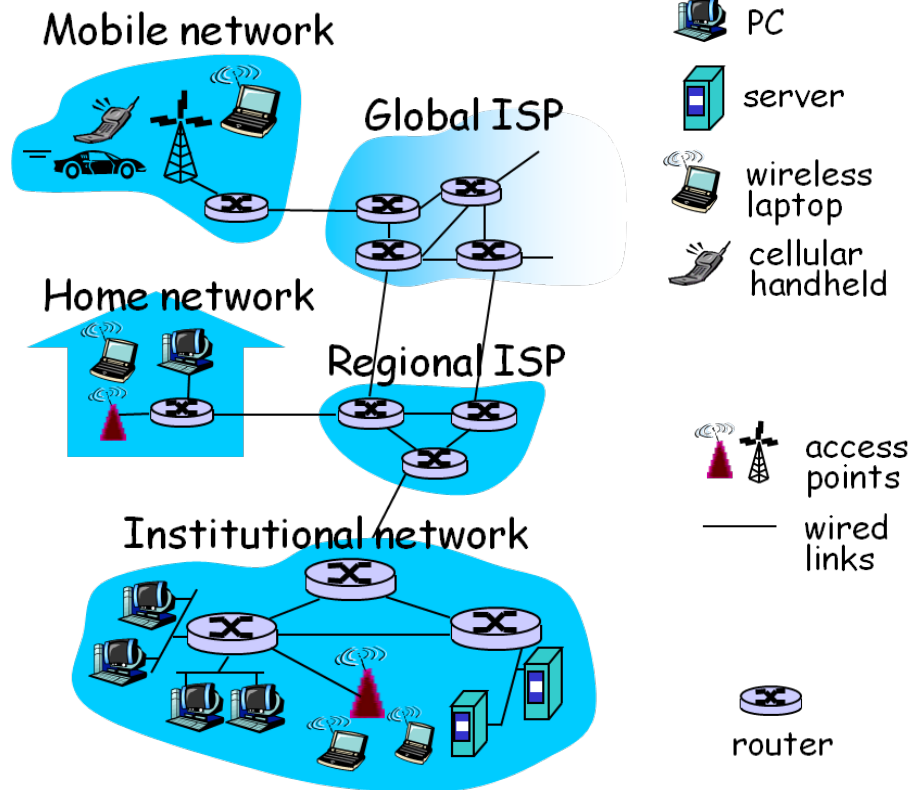 Mobile network
Global ISP
Home network
Regional ISP
Institutional network
PC
server
wireless
laptop
cellular
handheld
access
points
wired
links
router